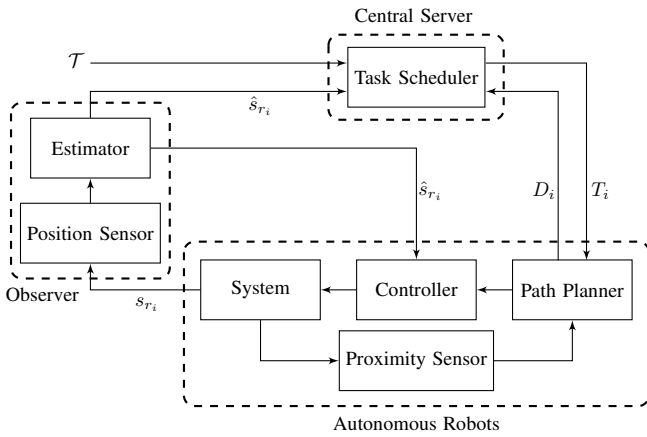 Central Server
𝒯
Task Scheduler
ŝ_{r_i}
Estimator
ŝ_{r_i}
D_i
T_i
Position Sensor
Observer
s_{r_i}
System
Controller
Path Planner
Proximity Sensor
Autonomous Robots